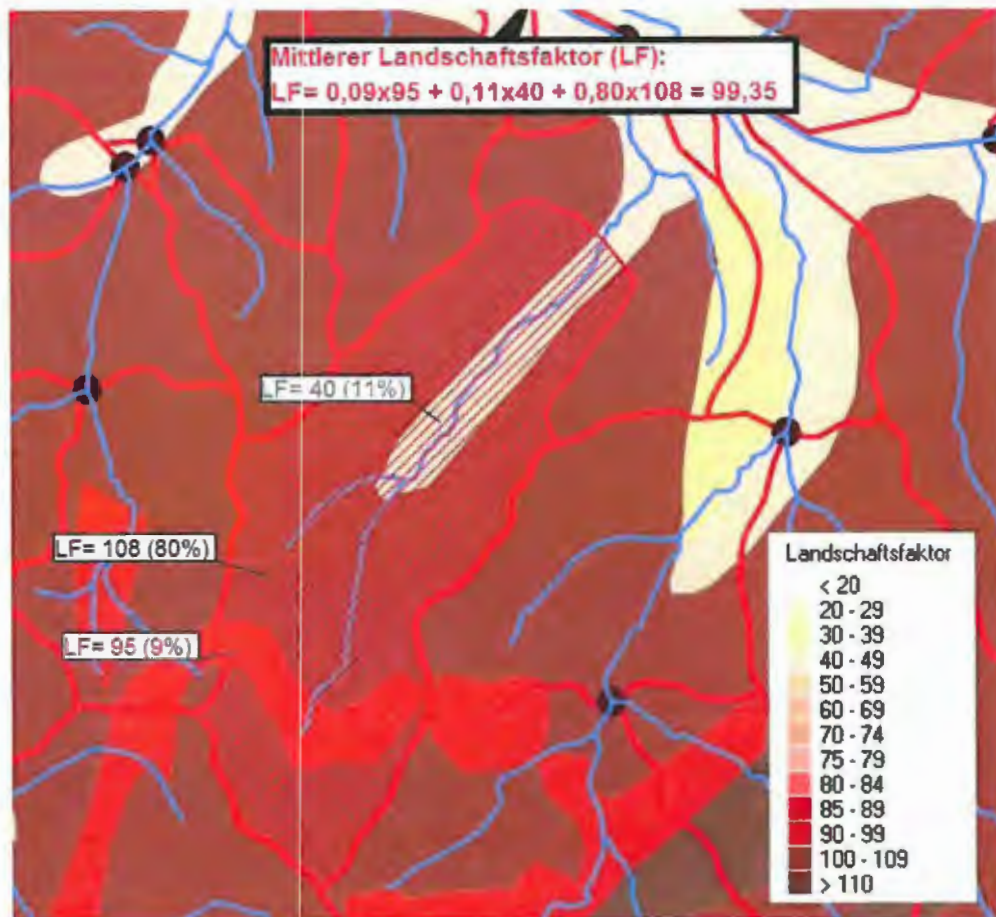 Mittlerer Landschaftsfaktor (LF):
LF= 0,09x95 + 0,11x40 + 0,80x108 = 99,35
LF= 40 (11%)
LF= 108 (80%)
LF= 95 (9%)
Landschaftsfaktor
< 20
20 - 29
30 - 39
40 - 49
50 - 59
60 - 69
70 - 74
75 - 79
80 - 84
85 - 89
90 - 99
100 - 109
> 110